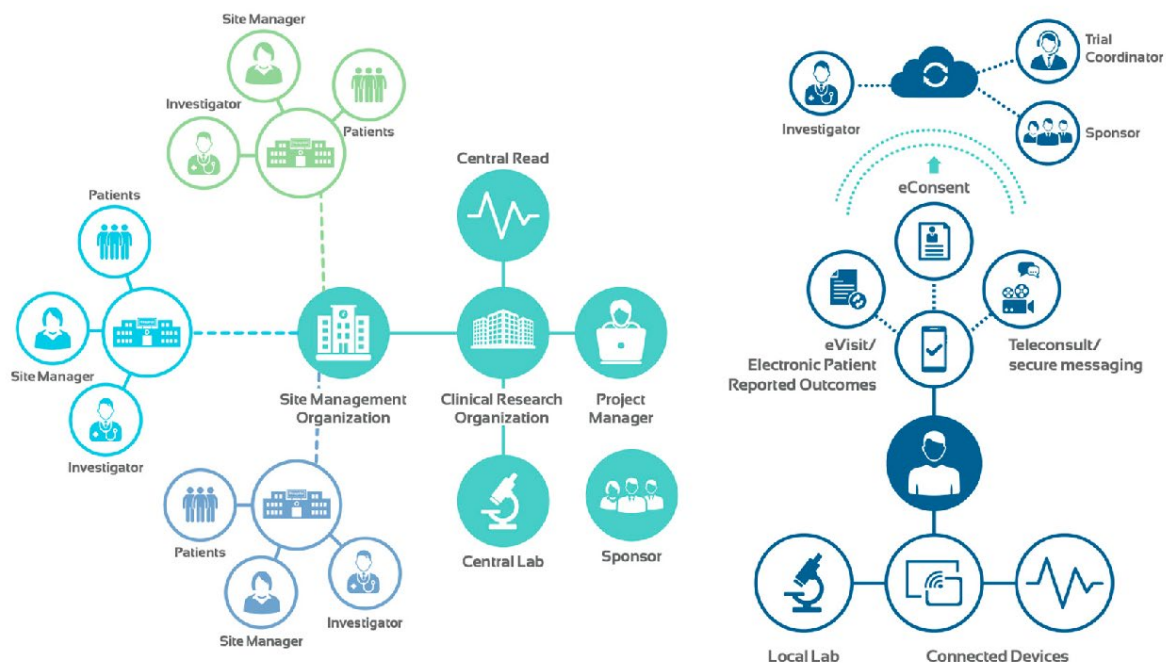 Site Manager
Investigator
Patients
Patients
Site Manager
Investigator
Patients
Site Manager
Investigator
Central Read
Site Management
Organization
Clinical Research
Organization
Project
Manager
Central Lab
Sponsor
Trial
Coordinator
Investigator
Sponsor
eConsent
eVisit/
Electronic Patient
Reported Outcomes
Teleconsult/
secure messaging
Local Lab
Connected Devices